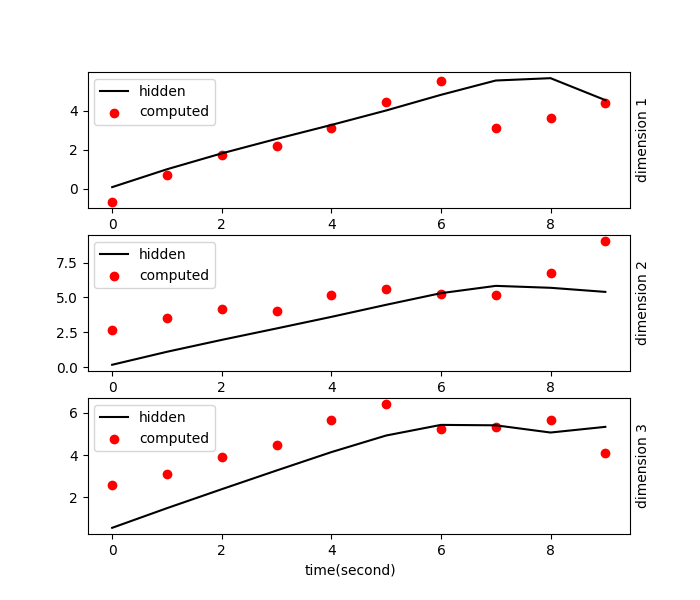 hidden
computed
4
2
0
dimension 1
0 2 4 6 8
hidden
computed
7.5
5.0
2.5
0.0
dimension 2
0 2 4 6 8
hidden
computed
6
4
2
dimension 3
0 2 4 6 8
time(second)